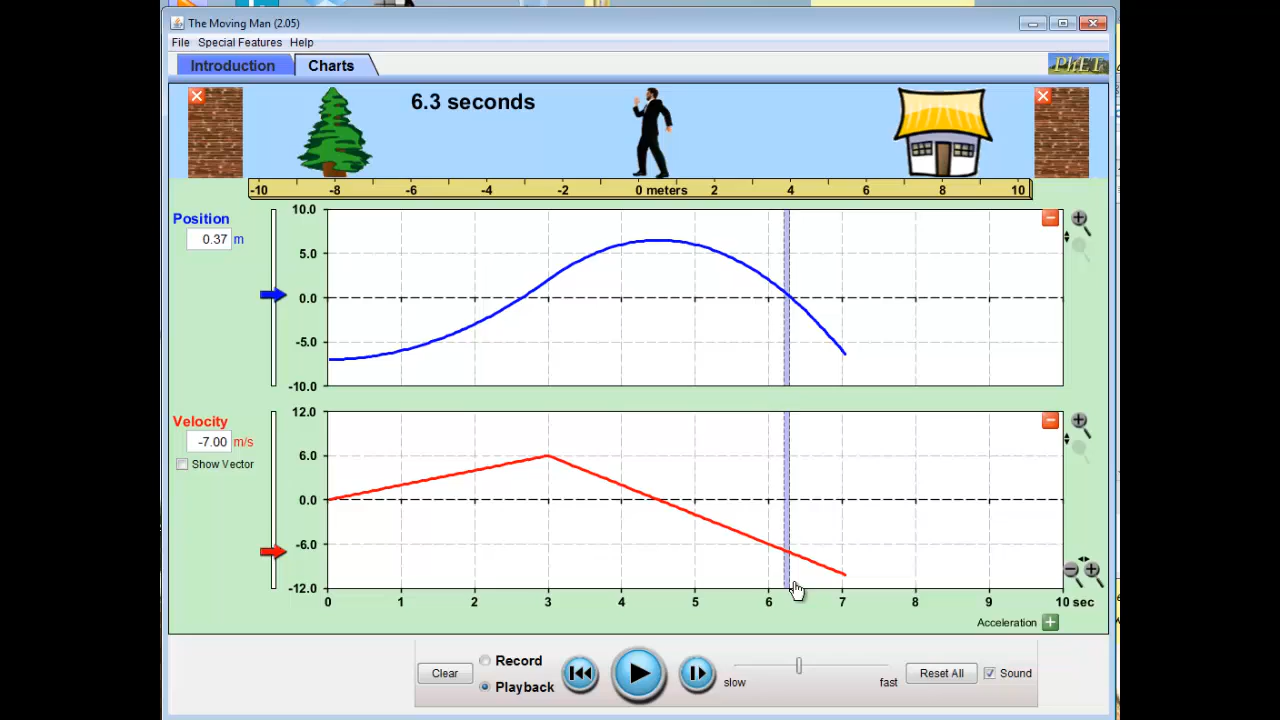 The Moving Man (2.05)
File Special Features Help
Introduction Charts PhET
6.3 seconds
-10 -8 -6 -4 -2 0 meters 2 4 6 8 10
Position
0.37 m
10.0
5.0
0.0
-5.0
-10.0
Velocity
-7.00 m/s
Show Vector
12.0
6.0
0.0
-6.0
-12.0
0 1 2 3 4 5 6 7 8 9 10 sec
Acceleration
Clear
Record
Playback
slow
fast
Reset All
Sound